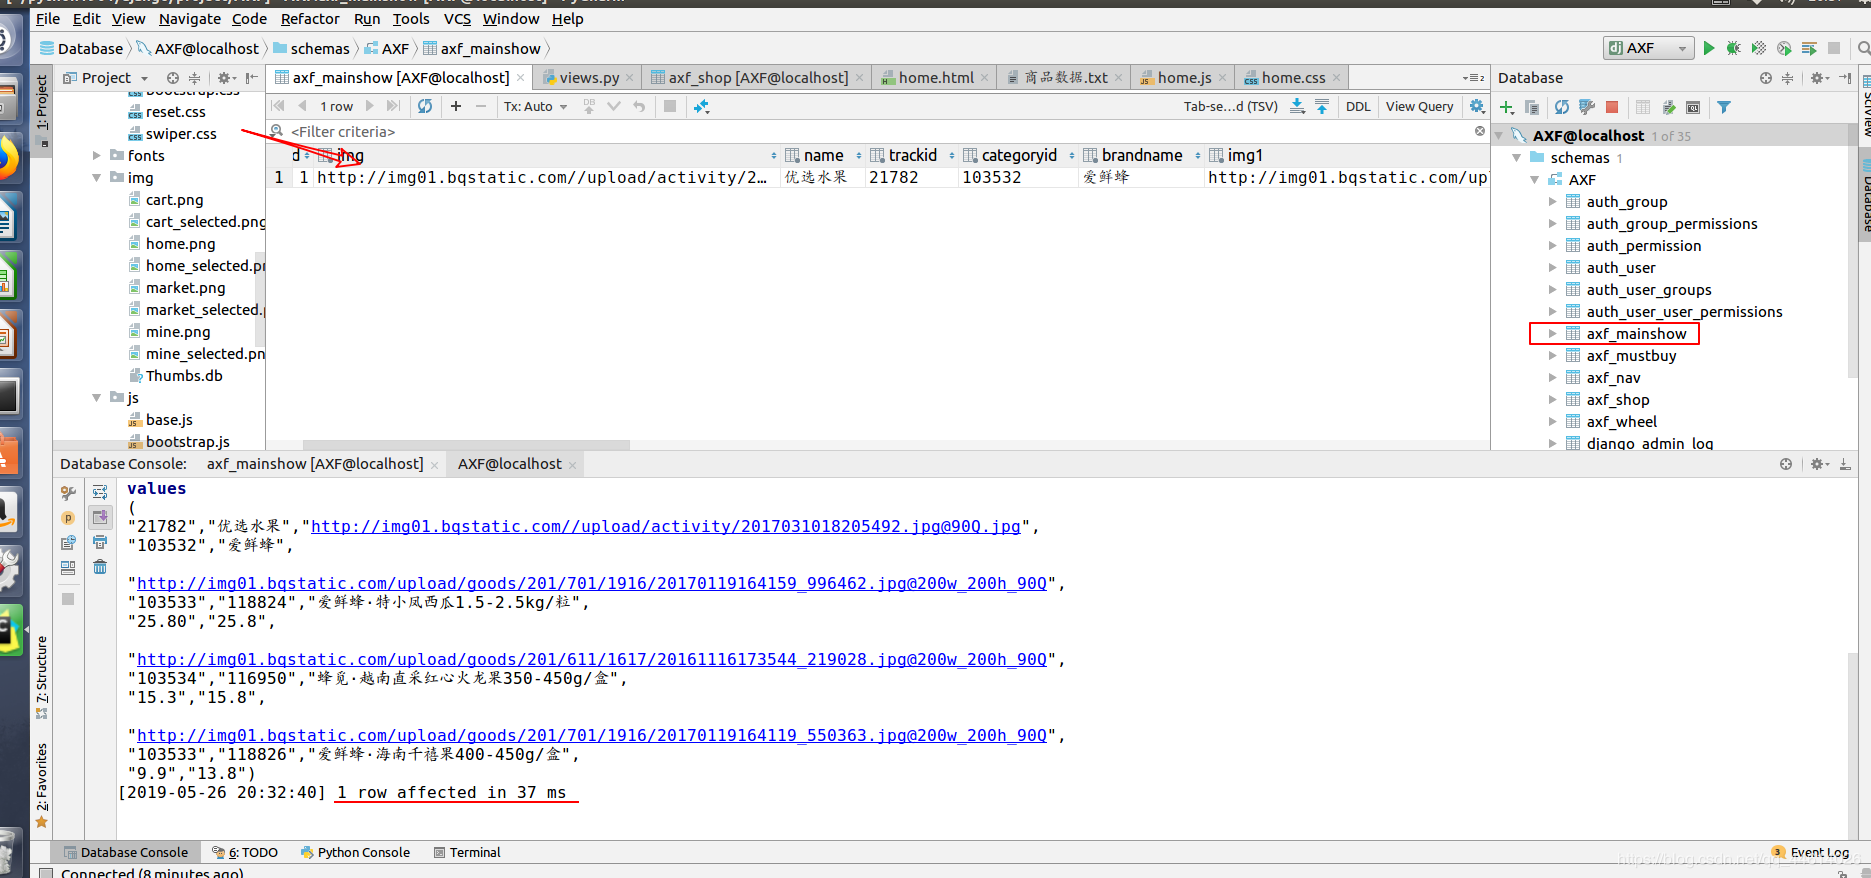 File Edit View Navigate Code Refactor Run Tools VCS Window Help
Database AXF@localhost schemas AXF axf_mainshow
AXF
Project
axf_mainshow [AXF@localhost] views.py axf_shop [AXF@localhost] home.html 商品数据.txt home.js home.css
Database
1: Project
bootstrap.css
reset.css
swiper.css
fonts
img
cart.png
cart_selected.png
home.png
home_selected.pn
market.png
market_selected.p
mine.png
mine_selected.pn
Thumbs.db
js
base.js
bootstrap.js
1 row Tx: Auto Tab-se...d (TSV) DDL View Query
<Filter criteria>
d img name trackid categoryid brandname img1
1 1 http://img01.bqstatic.com//upload/activity/2... 优选水果 21782 103532 爱鲜蜂 http://img01.bqstatic.com/upl
AXF@localhost 1 of 35
schemas 1
AXF
auth_group
auth_group_permissions
auth_permission
auth_user
auth_user_groups
auth_user_user_permissions
axf_mainshow
axf_mustbuy
axf_nav
axf_shop
axf_wheel
django_admin_log
SciView
Database
Database Console: axf_mainshow [AXF@localhost] AXF@localhost
values
(
"21782","优选水果","http://img01.bqstatic.com//upload/activity/2017031018205492.jpg@90Q.jpg",
"103532","爱鲜蜂",
"http://img01.bqstatic.com/upload/goods/201/701/1916/20170119164159_996462.jpg@200w_200h_90Q",
"103533","118824","爱鲜蜂·特小凤西瓜1.5-2.5kg/粒",
"25.80","25.8",
"http://img01.bqstatic.com/upload/goods/201/611/1617/20161116173544_219028.jpg@200w_200h_90Q",
"103534","116950","蜂觅·越南直采红心火龙果350-450g/盒",
"15.3","15.8",
"http://img01.bqstatic.com/upload/goods/201/701/1916/20170119164119_550363.jpg@200w_200h_90Q",
"103533","118826","爱鲜蜂·海南千禧果400-450g/盒",
"9.9","13.8")
[2019-05-26 20:32:40] 1 row affected in 37 ms
7: Structure
2: Favorites
Database Console 6: TODO Python Console Terminal
3 Event Log
Connected (8 minutes ago)